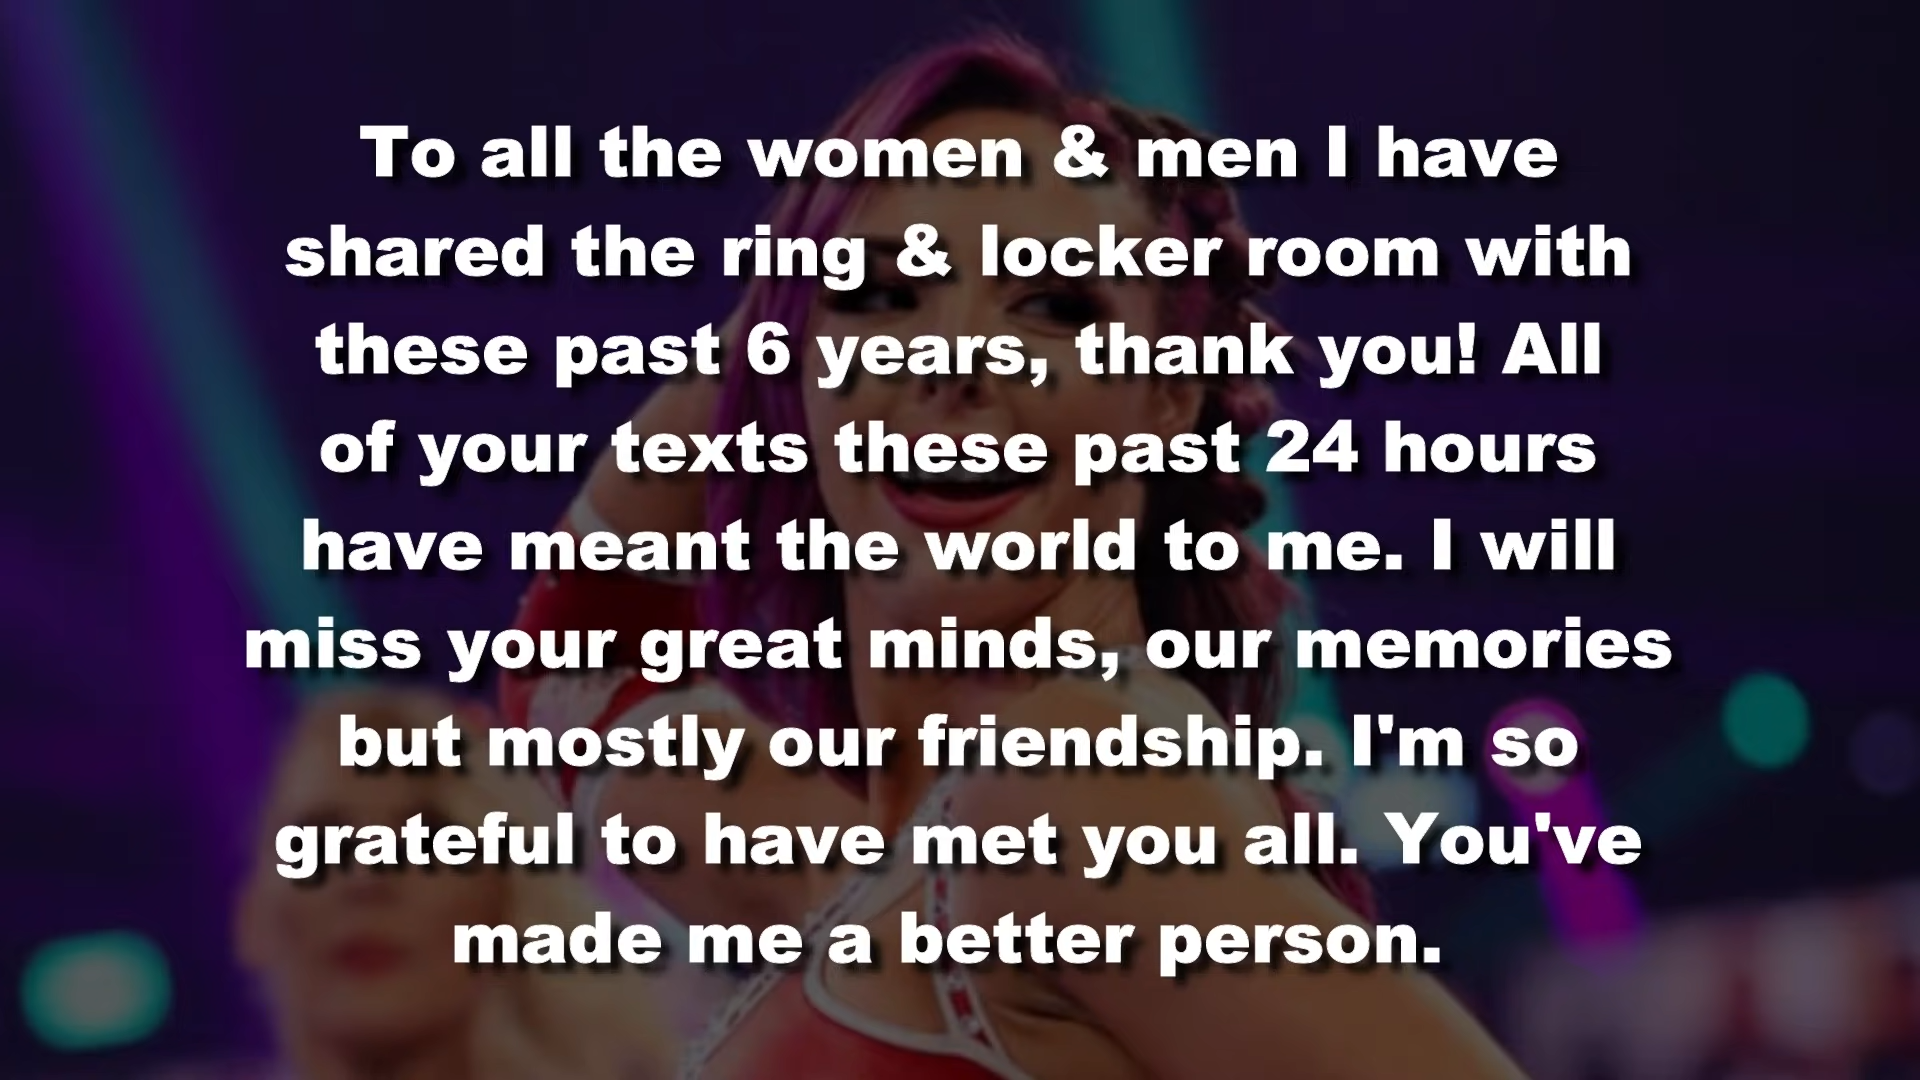 To all the women & men I have
shared the ring & locker room with
these past 6 years, thank you! All
of your texts these past 24 hours
have meant the world to me. I will
miss your great minds, our memories
but mostly our friendship. I'm so
grateful to have met you all. You've
made me a better person.